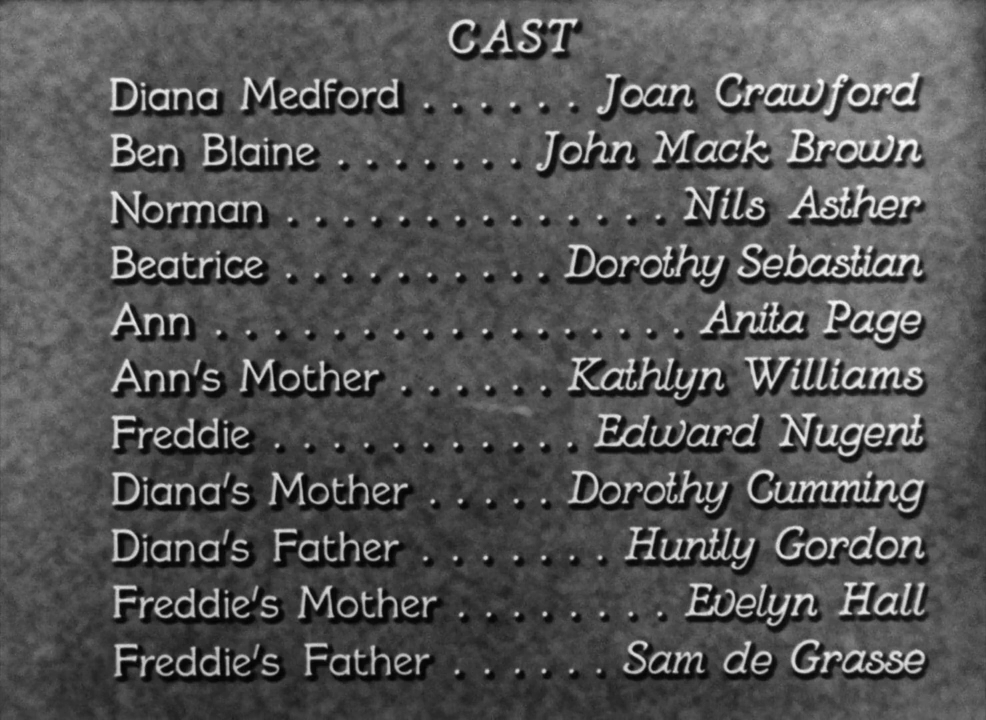 CAST
Diana Medford . . . . . . Joan Crawford
Ben Blaine . . . . . . . John Mack Brown
Norman . . . . . . . . . . . . . . Nils Asther
Beatrice . . . . . . . . . . Dorothy Sebastian
Ann . . . . . . . . . . . . . . . . . Anita Page
Ann's Mother . . . . . . Kathlyn Williams
Freddie . . . . . . . . . . . Edward Nugent
Diana's Mother . . . . . Dorothy Cumming
Diana's Father . . . . . . . Huntly Gordon
Freddie's Mother . . . . . . . . Evelyn Hall
Freddie's Father . . . . . . Sam de Grasse